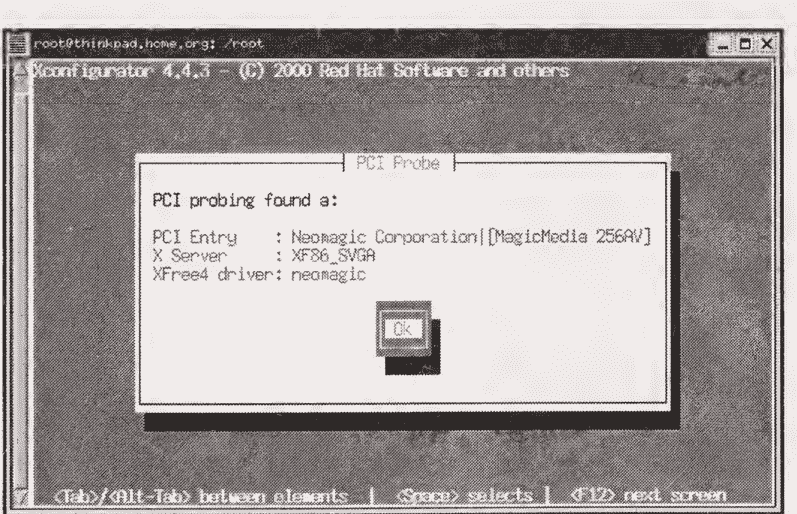 root@thinkpad.home.org: /root
Xconfigurator 4.4.3 - (C) 2000 Red Hat Software and others
PCI Probe
PCI probing found a:
PCI Entry : Neomagic Corporation|[MagicMedia 256AV]
X Server : XF86_SVGA
XFree4 driver: neomagic
Ok
<Tab>/<Alt-Tab> between elements | <Space> selects | <F12> next screen